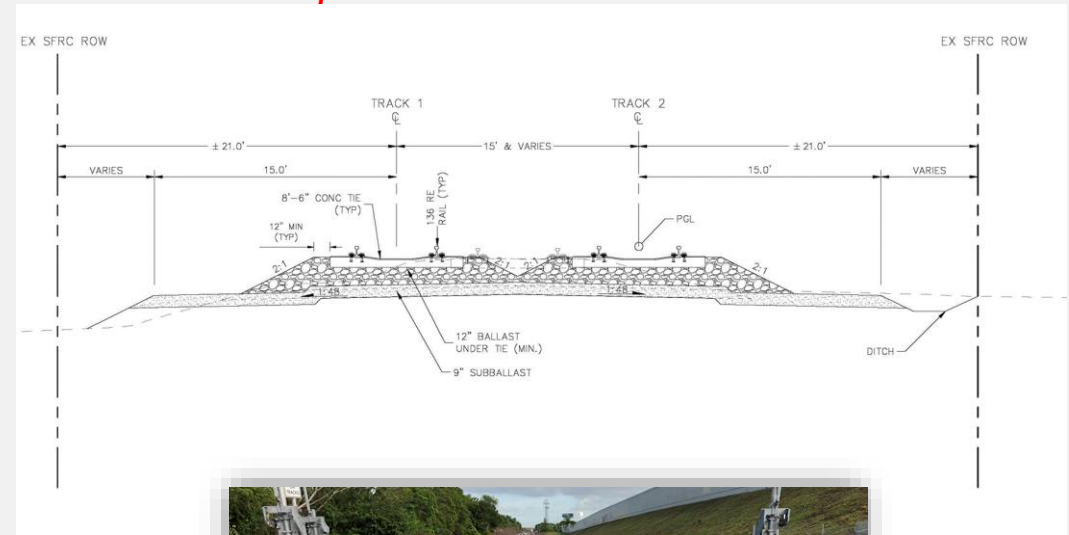 EX SFRC ROW
EX SFRC ROW
TRACK 1
TRACK 2
± 21.0'
15' & VARIES
± 21.0'
VARIES
15.0'
15.0'
VARIES
8'-6" CONC TIE
(TYP)
136 RE
RAIL (TYP)
PGL
12" MIN
(TYP)
2:1
2:1
2:1
2:1
1:48
1:48
12" BALLAST
UNDER TIE (MIN.)
DITCH
9" SUBBALLAST